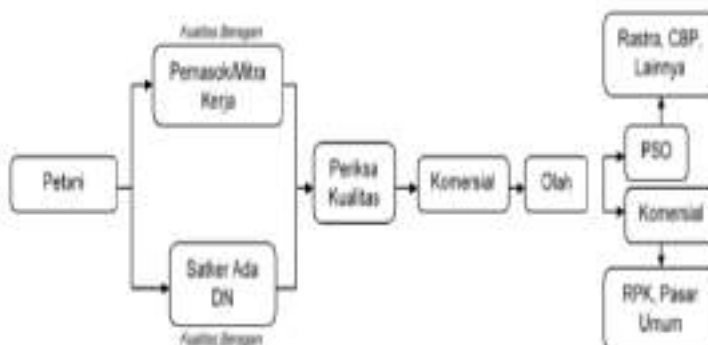 Kualitas Beragam
Pemasok/Mitra
Kerja
Petani
Satker Ada
DN
Kualitas Beragam
Periksa
Kualitas
Komersial
Olah
Rastra, CBP,
Lainnya
PSO
Komersial
RPK, Pasar
Umum